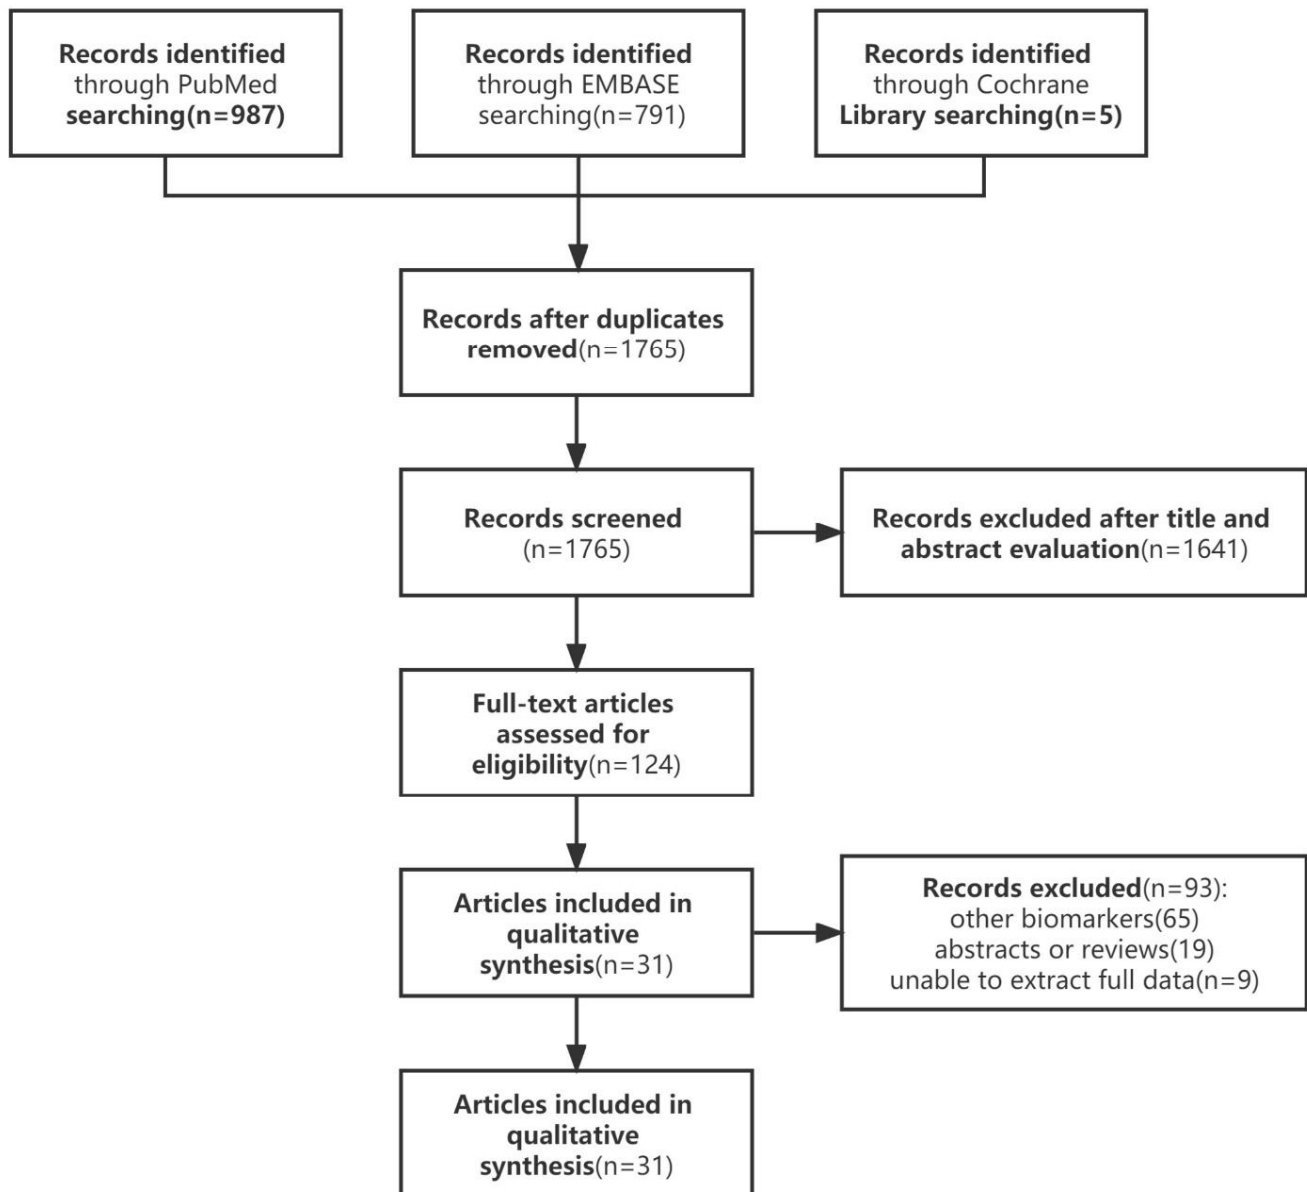 Records identified
through PubMed
searching(n=987)
Records identified
through EMBASE
searching(n=791)
Records identified
through Cochrane
Library searching(n=5)
Records after duplicates
removed(n=1765)
Records screened
(n=1765)
Records excluded after title and
abstract evaluation(n=1641)
Full-text articles
assessed for
eligibility(n=124)
Articles included in
qualitative
synthesis(n=31)
Records excluded(n=93):
other biomarkers(65)
abstracts or reviews(19)
unable to extract full data(n=9)
Articles included in
qualitative
synthesis(n=31)